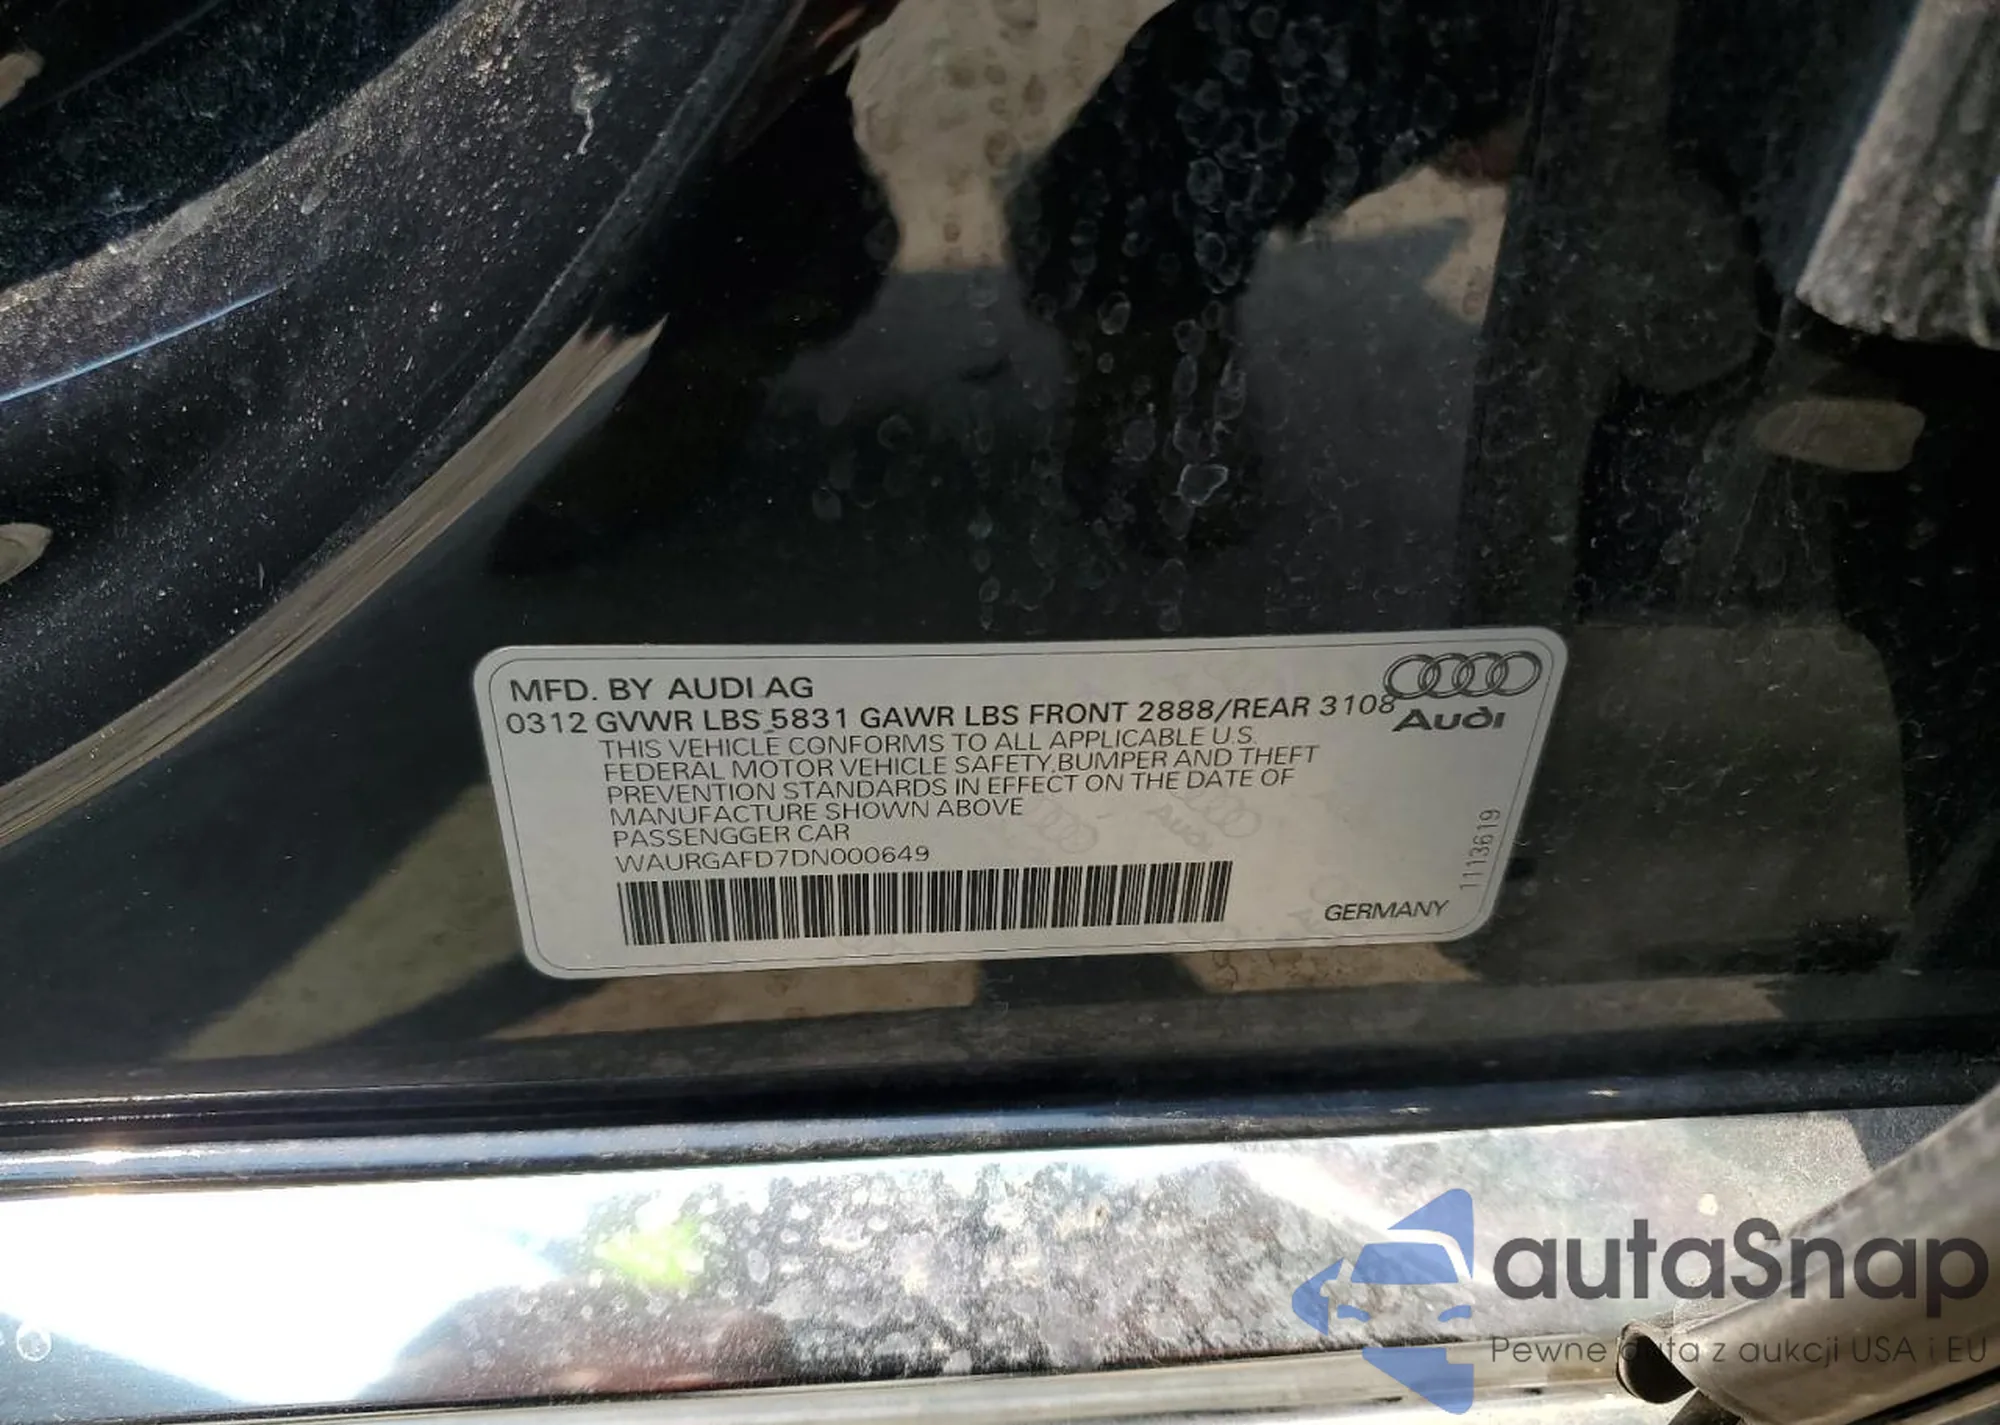 MFD. BY AUDI AG
0312 GVWR LBS 5831 GAWR LBS FRONT 2888/REAR 3108
Audi
THIS VEHICLE CONFORMS TO ALL APPLICABLE U.S.
FEDERAL MOTOR VEHICLE SAFETY,BUMPER AND THEFT
PREVENTION STANDARDS IN EFFECT ON THE DATE OF
MANUFACTURE SHOWN ABOVE
PASSENGGER CAR
WAURGAFD7DN000649
GERMANY
1113619
autaSnap
Pewne auta z aukcji USA i EU